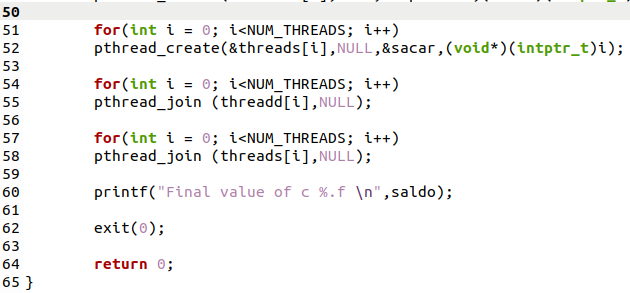 50
51 for(int i = 0; i<NUM_THREADS; i++)
52 pthread_create(&threads[i],NULL,&sacar,(void*)(intptr_t)i);
53
54 for(int i = 0; i<NUM_THREADS; i++)
55 pthread_join (threadd[i],NULL);
56
57 for(int i = 0; i<NUM_THREADS; i++)
58 pthread_join (threads[i],NULL);
59
60 printf("Final value of c %.f \n",saldo);
61
62 exit(0);
63
64 return 0;
65 }